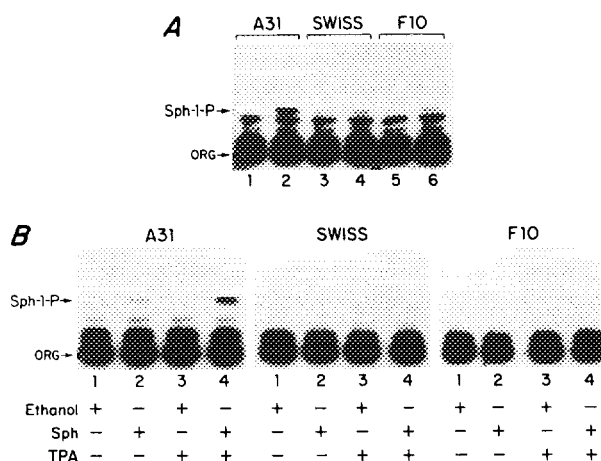 A
A31 SWISS F10
Sph-1-P→
ORG→
1 2 3 4 5 6
B
A31 SWISS F10
Sph-1-P→
ORG→
1 2 3 4 1 2 3 4 1 2 3 4
Ethanol + − + − + − + − + − + −
Sph − + − + − + − + − + − +
TPA − − + + − − + + − − + +